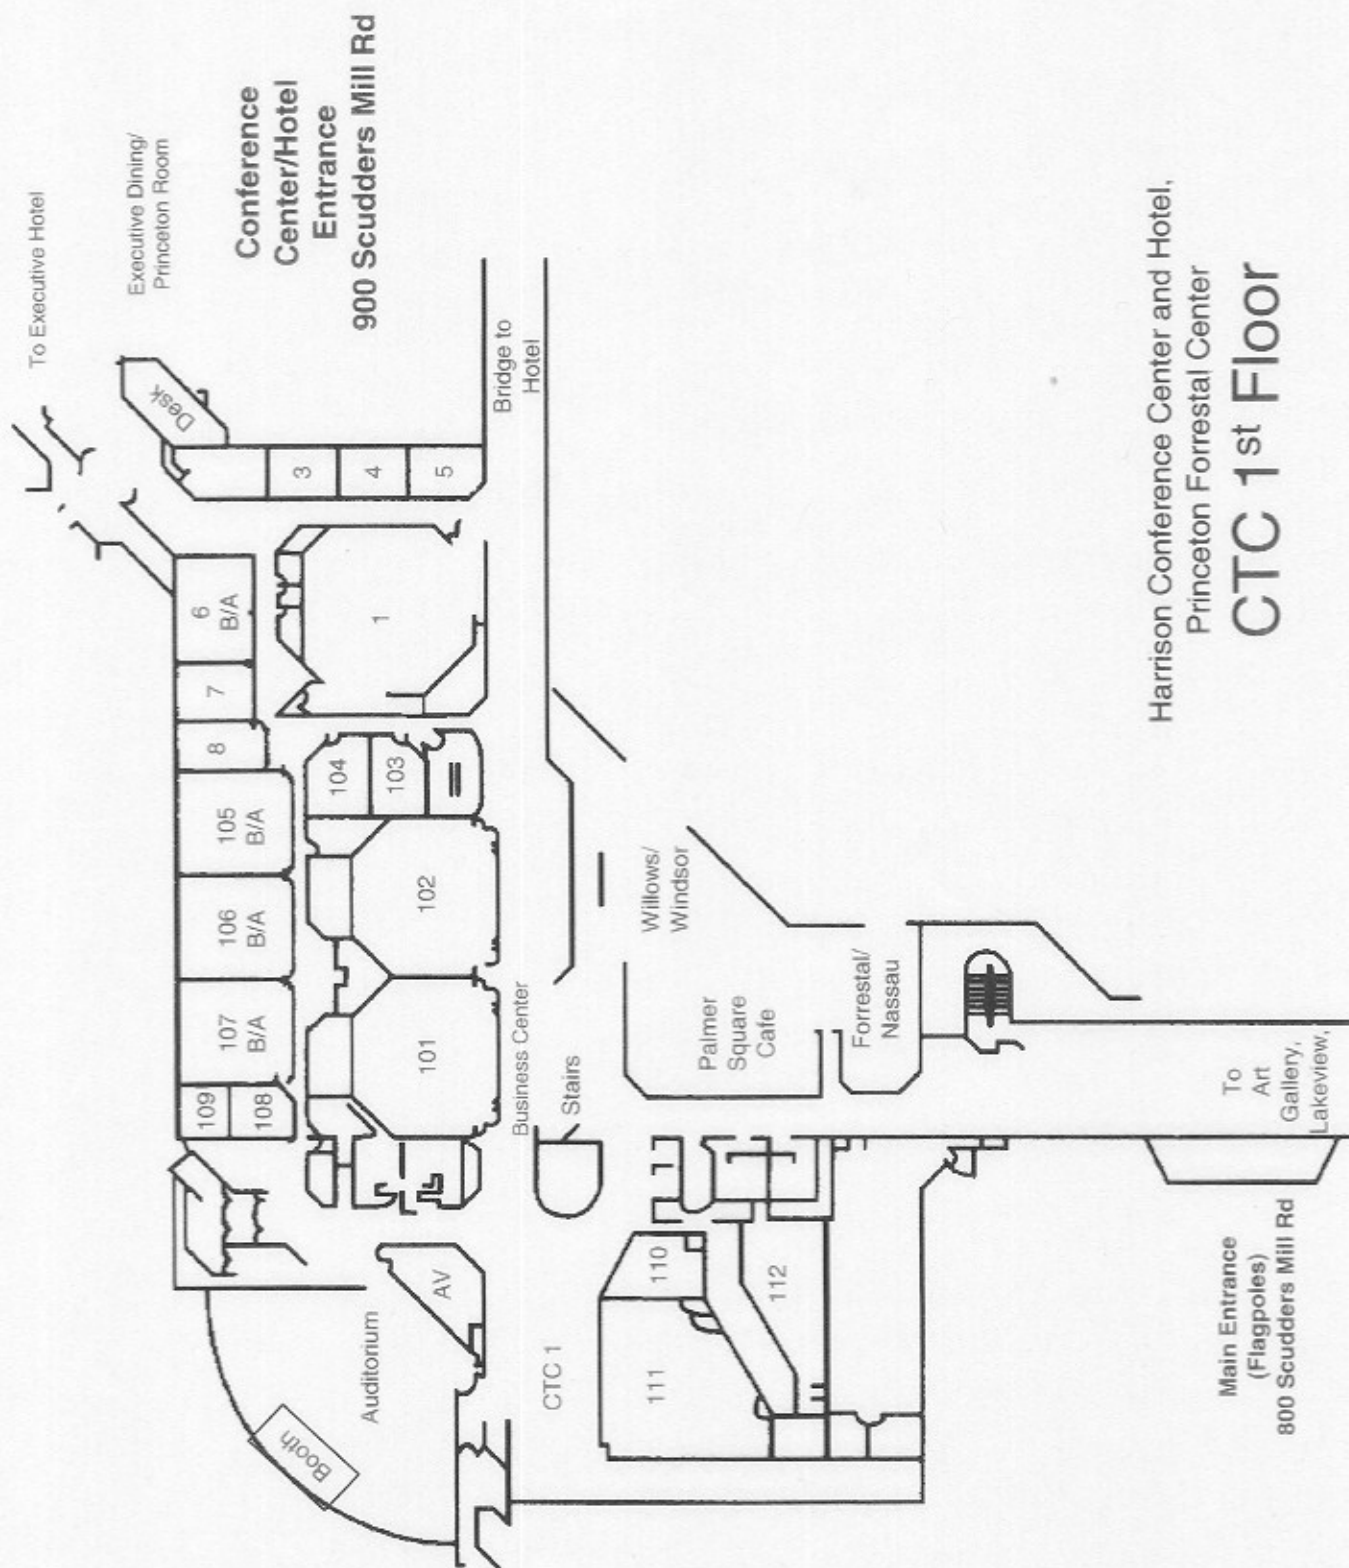 To Executive Hotel
Executive Dining/
Princeton Room
Conference
Center/Hotel
Entrance
900 Scudders Mill Rd
Desk
3
4
5
Bridge to
Hotel
6
B/A
7
8
1
105
B/A
106
B/A
107
B/A
109
108
104
103
102
101
Business Center
Stairs
Willows/
Windsor
Palmer
Square
Cafe
Forrestal/
Nassau
Auditorium
Booth
AV
CTC 1
110
111
112
To
Art
Gallery,
Lakeview,
Main Entrance
(Flagpoles)
800 Scudders Mill Rd
Harrison Conference Center and Hotel,
Princeton Forrestal Center
CTC 1st Floor